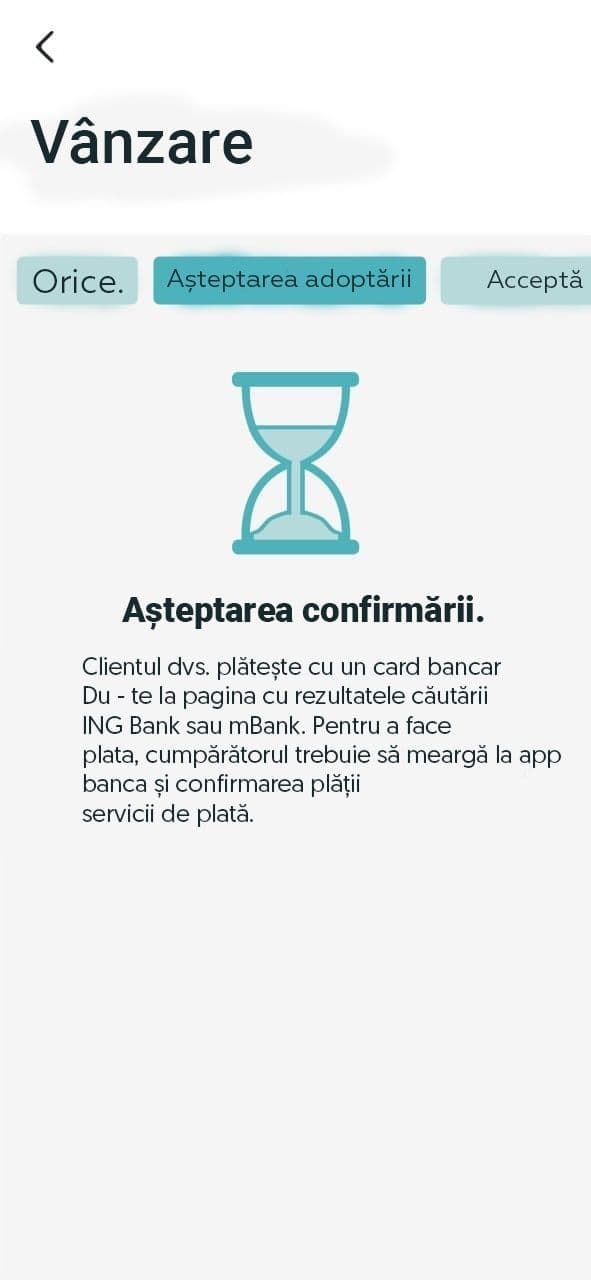 Vânzare
Orice.
Așteptarea adoptării
Acceptă
Așteptarea confirmării.
Clientul dvs. plătește cu un card bancar
Du - te la pagina cu rezultatele căutării
ING Bank sau mBank. Pentru a face
plata, cumpărătorul trebuie să meargă la app
banca și confirmarea plății
servicii de plată.